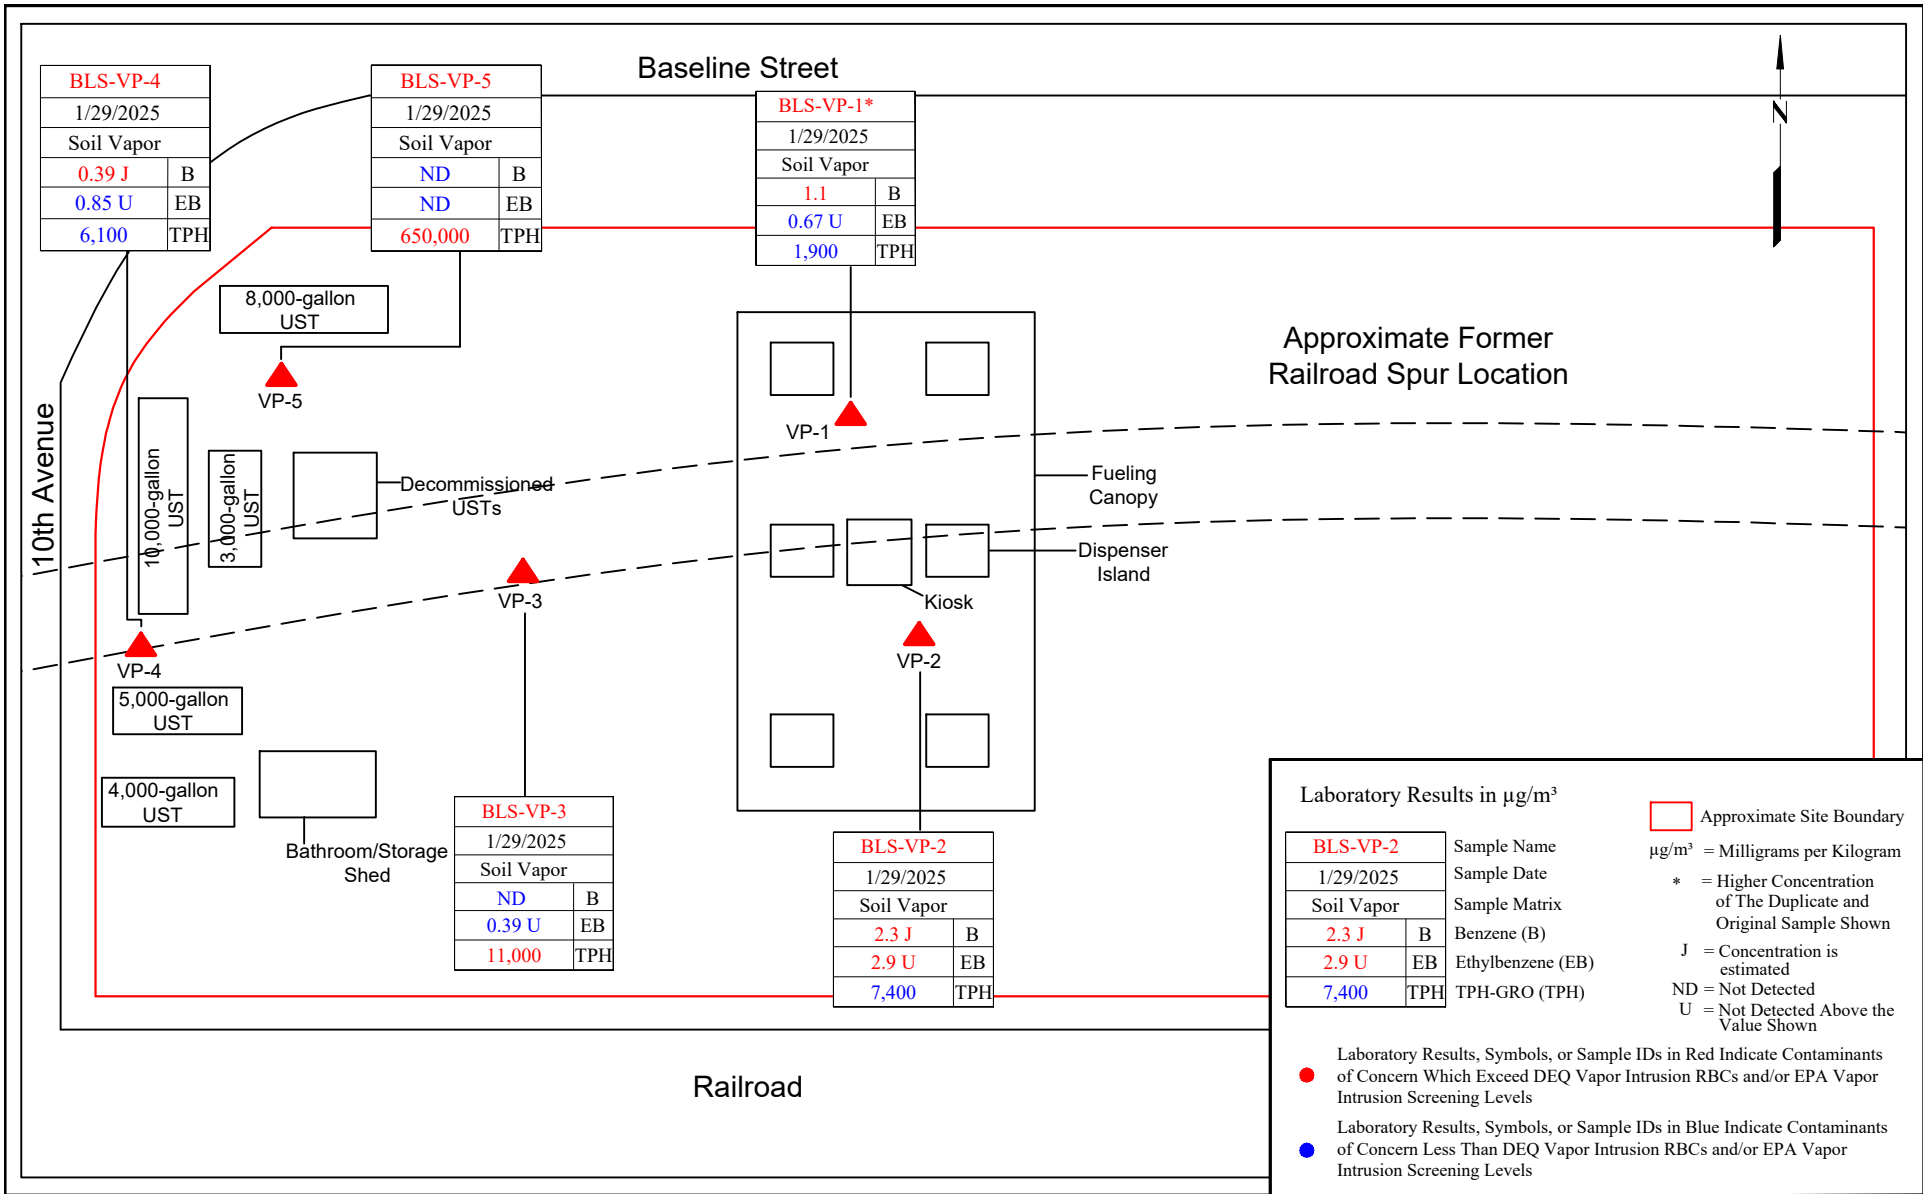 Baseline Street
BLS-VP-4
1/29/2025
Soil Vapor
0.39 J B
0.85 U EB
6,100 TPH
BLS-VP-5
1/29/2025
Soil Vapor
ND B
ND EB
650,000 TPH
BLS-VP-1*
1/29/2025
Soil Vapor
1.1 B
0.67 U EB
1,900 TPH
N
8,000-gallon
UST
VP-5
VP-1
Approximate Former
Railroad Spur Location
10th Avenue
10,000-gallon
UST
3,000-gallon
UST
Decommissioned
USTs
Fueling
Canopy
Dispenser
Island
Kiosk
VP-3
VP-2
VP-4
5,000-gallon
UST
4,000-gallon
UST
Bathroom/Storage
Shed
BLS-VP-3
1/29/2025
Soil Vapor
ND B
0.39 U EB
11,000 TPH
BLS-VP-2
1/29/2025
Soil Vapor
2.3 J B
2.9 U EB
7,400 TPH
Railroad
Laboratory Results in µg/m³
BLS-VP-2 Sample Name
1/29/2025 Sample Date
Soil Vapor Sample Matrix
2.3 J B Benzene (B)
2.9 U EB Ethylbenzene (EB)
7,400 TPH TPH-GRO (TPH)
Approximate Site Boundary
µg/m³ = Milligrams per Kilogram
* = Higher Concentration
of The Duplicate and
Original Sample Shown
J = Concentration is
estimated
ND = Not Detected
U = Not Detected Above the
Value Shown
Laboratory Results, Symbols, or Sample IDs in Red Indicate Contaminants
of Concern Which Exceed DEQ Vapor Intrusion RBCs and/or EPA Vapor
Intrusion Screening Levels
Laboratory Results, Symbols, or Sample IDs in Blue Indicate Contaminants
of Concern Less Than DEQ Vapor Intrusion RBCs and/or EPA Vapor
Intrusion Screening Levels